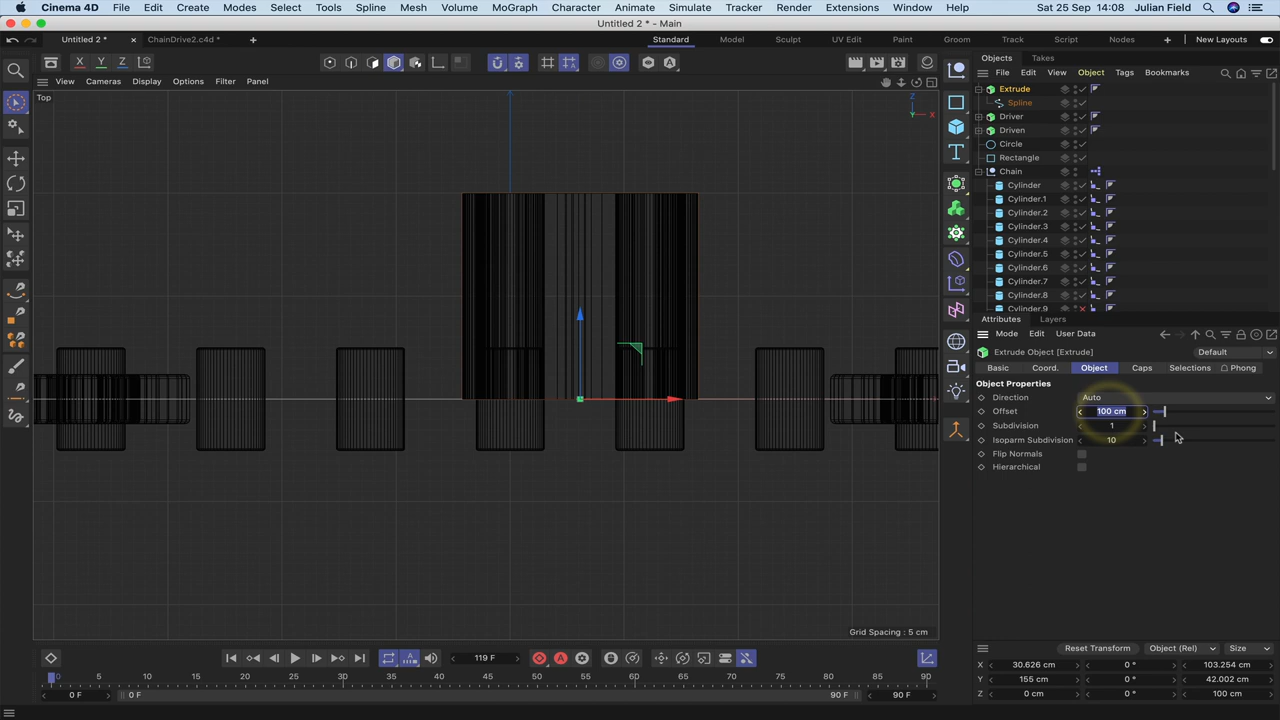 Cinema 4D File Edit Create Modes Select Tools Spline Mesh Volume MoGraph Character Animate Simulate Tracker Render Extensions Window Help Sat 25 Sep 14:08 Julian Field
Untitled 2 * - Main
Untitled 2 * ChainDrive2.c4d * Standard Model Sculpt UV Edit Paint Groom Track Script Nodes New Layouts
X Y Z
Objects Takes
File Edit View Object Tags Bookmarks
View Cameras Display Options Filter Panel
Top
Z
Y X
Extrude
Spline
Driver
Driven
Circle
Rectangle
Chain
Cylinder
Cylinder.1
Cylinder.2
Cylinder.3
Cylinder.4
Cylinder.5
Cylinder.6
Cylinder.7
Cylinder.8
Cylinder.9
Attributes Layers
Mode Edit User Data
Extrude Object [Extrude] Default
Basic Coord. Object Caps Selections Phong
Object Properties
Direction Auto
Offset 100 cm
Subdivision 1
Isoparm Subdivision 10
Flip Normals
Hierarchical
Grid Spacing : 5 cm
119 F
0 5 10 15 20 25 30 35 40 45 50 55 60 65 70 75 80 85 90
0 F 0 F 90 F 90 F
Reset Transform Object (Rel) Size
X 30.626 cm 0 ° 103.254 cm
Y 155 cm 0 ° 42.002 cm
Z 0 cm 0 ° 100 cm